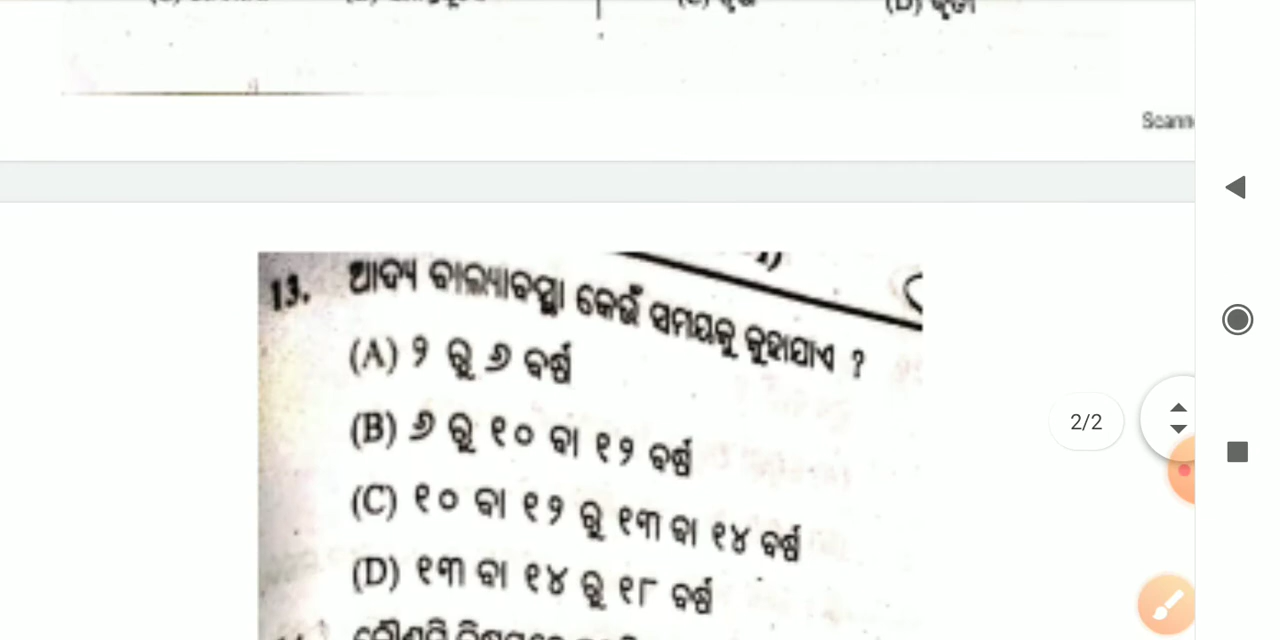 Scann
13. ଆଦ୍ୟ ବାଲ୍ୟାବସ୍ଥା କେଉଁ ସମୟକୁ କୁହାଯାଏ ?
(A) ୨ ରୁ ୬ ବର୍ଷ
(B) ୬ ରୁ ୧୦ ବା ୧୨ ବର୍ଷ
2/2
(C) ୧୦ ବା ୧୨ ରୁ ୧୩ ବା ୧୪ ବର୍ଷ
(D) ୧୩ ବା ୧୪ ରୁ ୧୮ ବର୍ଷ